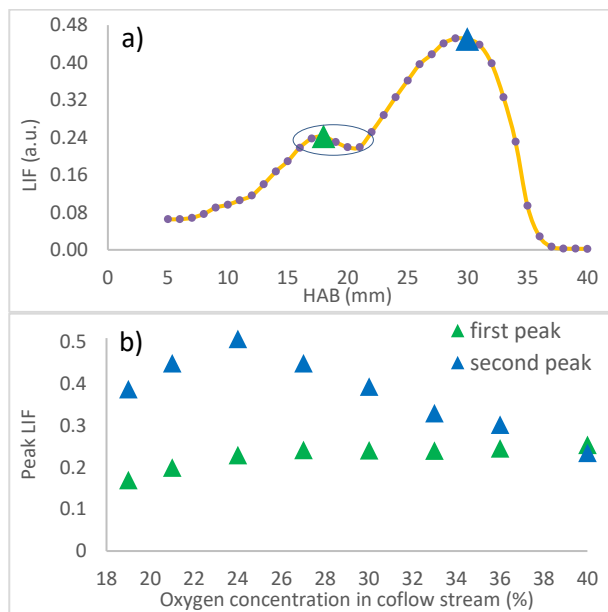 a)
LIF (a.u.)
0.48
0.40
0.32
0.24
0.16
0.08
0.00
0 5 10 15 20 25 30 35 40
HAB (mm)
b)
first peak
second peak
Peak LIF
0.5
0.4
0.3
0.2
0.1
0
18 20 22 24 26 28 30 32 34 36 38 40
Oxygen concentration in coflow stream (%)